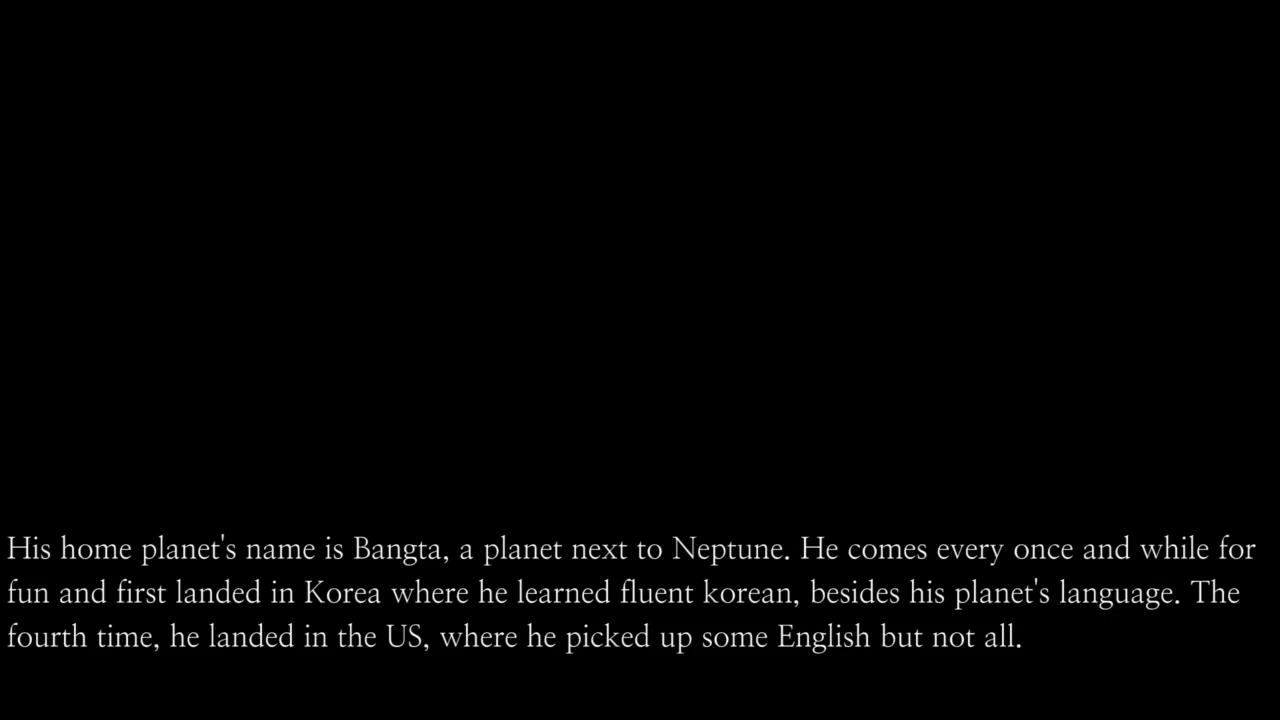 His home planet's name is Bangta, a planet next to Neptune. He comes every once and while for
fun and first landed in Korea where he learned fluent korean, besides his planet's language. The
fourth time, he landed in the US, where he picked up some English but not all.